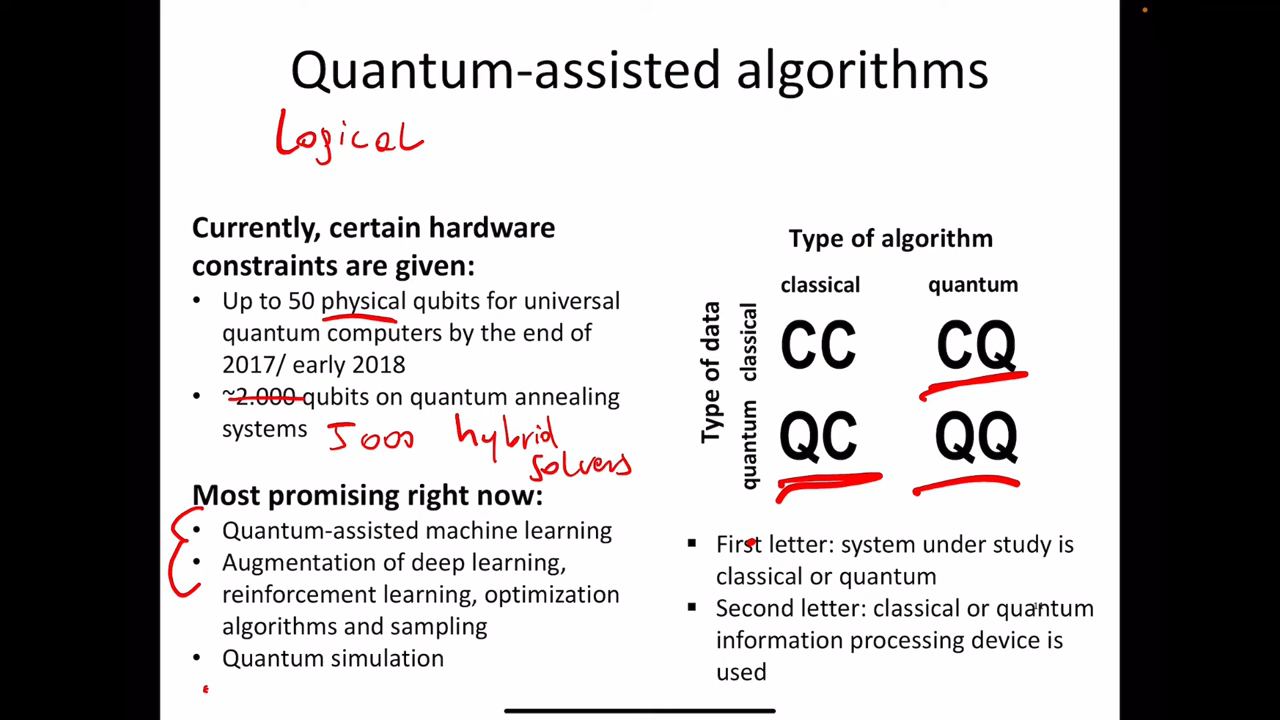 Quantum-assisted algorithms
Logical
Currently, certain hardware
constraints are given:
• Up to 50 physical qubits for universal
quantum computers by the end of
2017/ early 2018
• ~2.000 qubits on quantum annealing
systems 5000 hybrid
solvers
Most promising right now:
• Quantum-assisted machine learning
• Augmentation of deep learning,
reinforcement learning, optimization
algorithms and sampling
• Quantum simulation
Type of algorithm
classical quantum
Type of data
classical
CC CQ
quantum
QC QQ
▪ First letter: system under study is
classical or quantum
▪ Second letter: classical or quantum
information processing device is
used